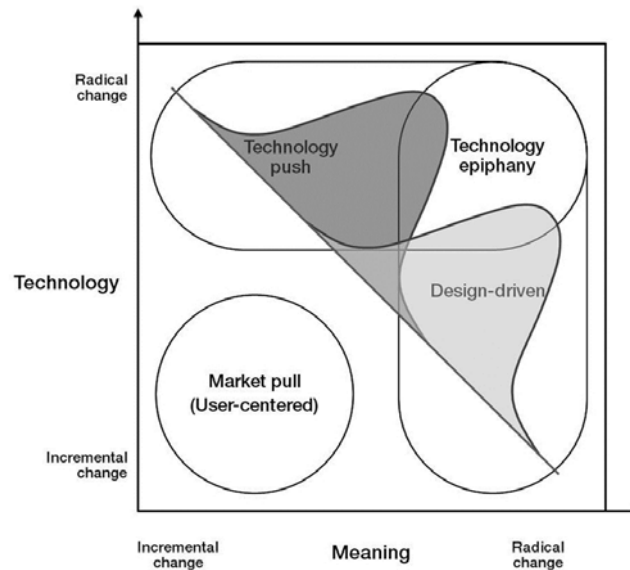 Radical
change
Technology
push
Technology
epiphany
Technology
Design-driven
Market pull
(User-centered)
Incremental
change
Incremental
change
Meaning
Radical
change